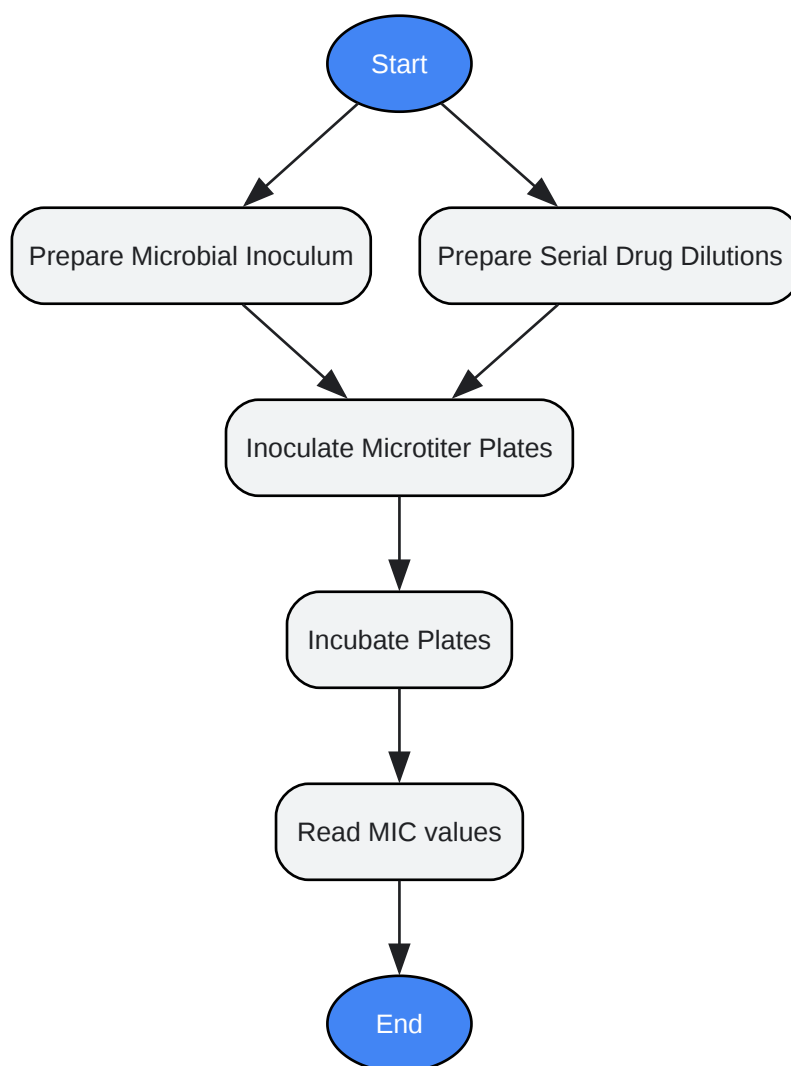 Start
Prepare Microbial Inoculum
Prepare Serial Drug Dilutions
Inoculate Microtiter Plates
Incubate Plates
Read MIC values
End